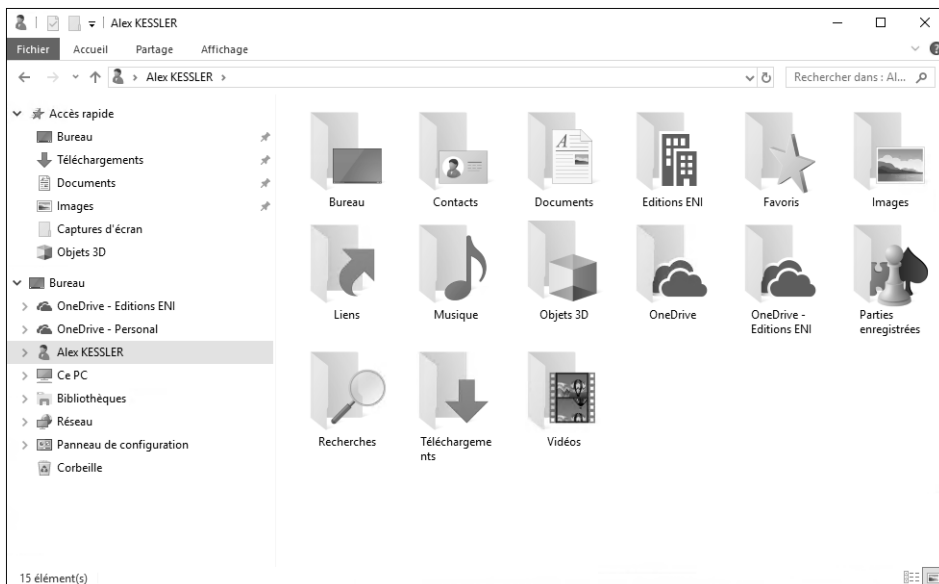 Alex KESSLER
Fichier Accueil Partage Affichage
Alex KESSLER
Rechercher dans : Al...
Accès rapide
Bureau
Téléchargements
Documents
Images
Captures d'écran
Objets 3D
Bureau
OneDrive - Editions ENI
OneDrive - Personal
Alex KESSLER
Ce PC
Bibliothèques
Réseau
Panneau de configuration
Corbeille
Bureau Contacts Documents Editions ENI Favoris Images
Liens Musique Objets 3D OneDrive OneDrive - Parties
Editions ENI enregistrées
Recherches Téléchargeme Vidéos
nts
15 élément(s)